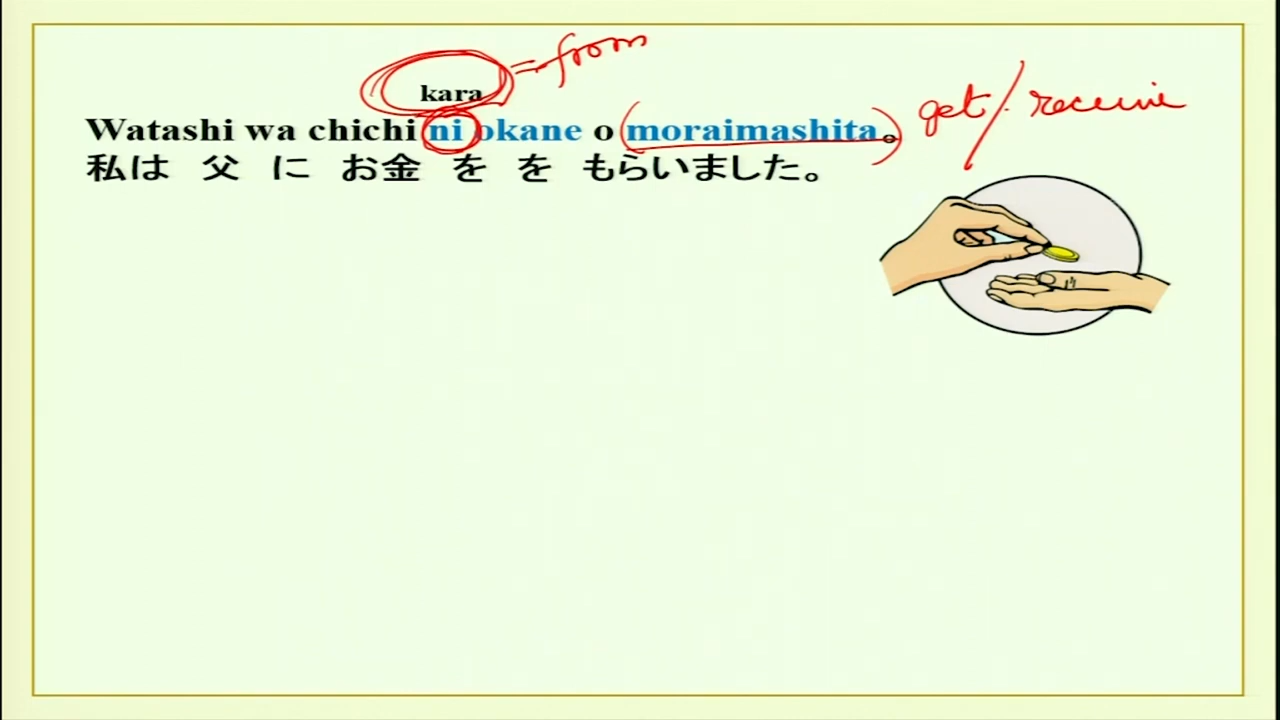 kara = from
Watashi wa chichi ni okane o (moraimashita。) get / receive
私は 父 に お金 を を もらいました。